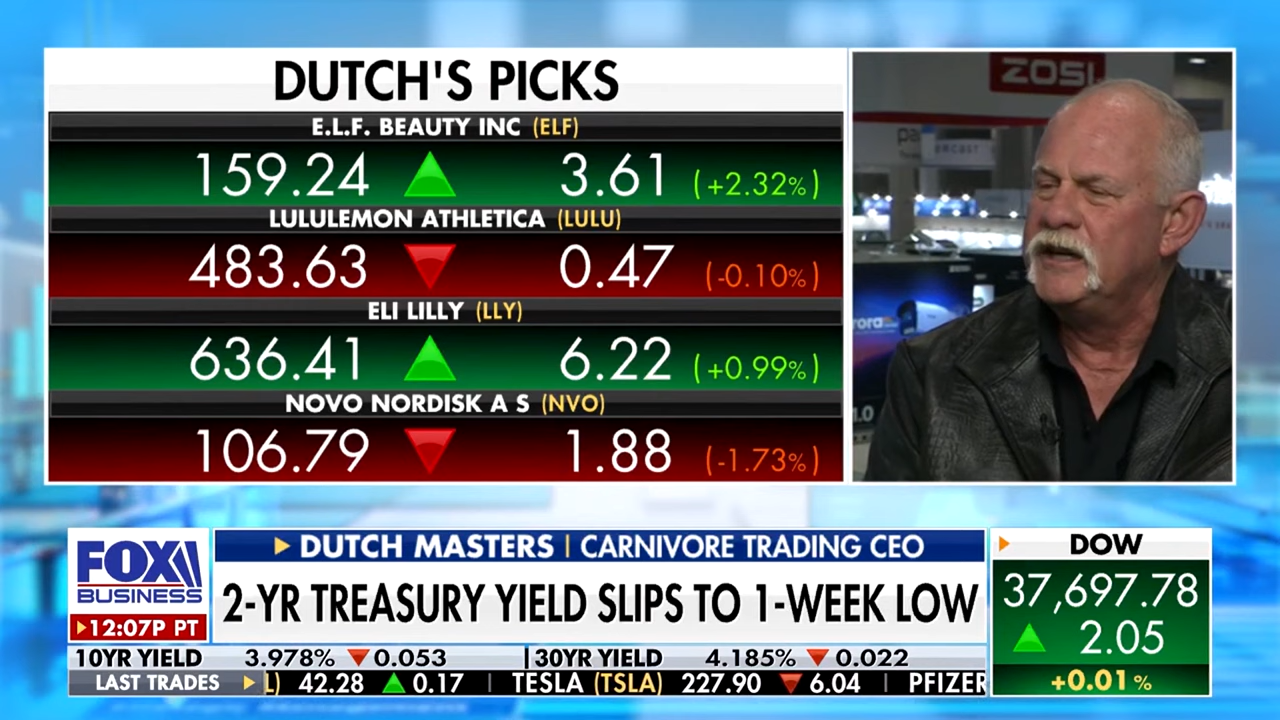 DUTCH'S PICKS
E.L.F. BEAUTY INC (ELF)
159.24 ▲ 3.61 (+2.32%)
LULULEMON ATHLETICA (LULU)
483.63 ▼ 0.47 (-0.10%)
ELI LILLY (LLY)
636.41 ▲ 6.22 (+0.99%)
NOVO NORDISK A S (NVO)
106.79 ▼ 1.88 (-1.73%)
ZOSI
FOX
BUSINESS
12:07P PT
DUTCH MASTERS | CARNIVORE TRADING CEO
2-YR TREASURY YIELD SLIPS TO 1-WEEK LOW
DOW
37,697.78
▲ 2.05
+0.01%
10YR YIELD 3.978% ▼ 0.053 | 30YR YIELD 4.185% ▼ 0.022
LAST TRADES L) 42.28 ▲ 0.17 | TESLA (TSLA) 227.90 ▼ 6.04 | PFIZER